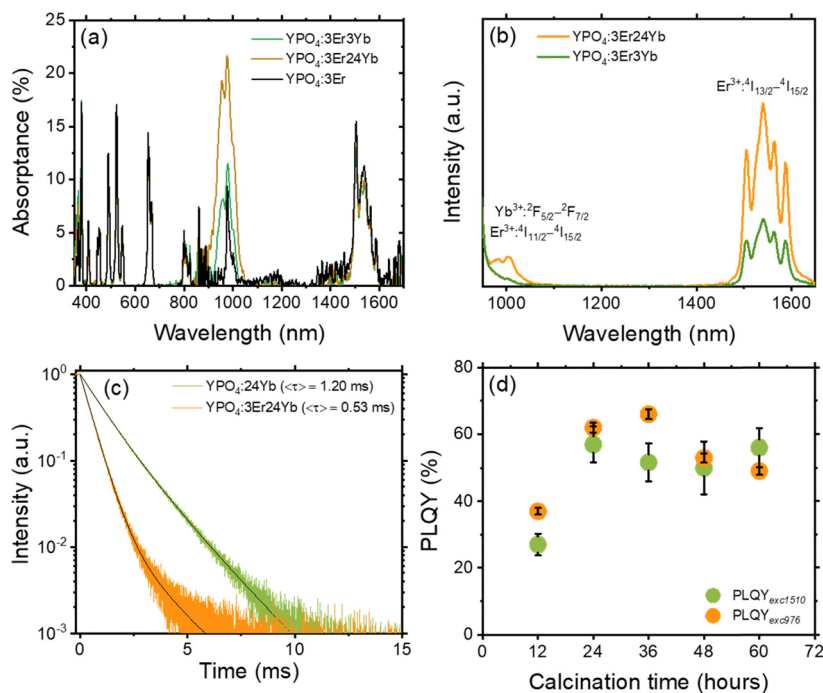 (a)
YPO₄:3Er3Yb
YPO₄:3Er24Yb
YPO₄:3Er
Absorptance (%)
25
20
15
10
5
0
400 600 800 1000 1200 1400 1600
Wavelength (nm)
(b)
YPO₄:3Er24Yb
YPO₄:3Er3Yb
Er³⁺:⁴I₁₃/₂–⁴I₁₅/₂
Yb³⁺:²F₅/₂–²F₇/₂
Er³⁺:⁴I₁₁/₂–⁴I₁₅/₂
Intensity (a.u.)
1000 1200 1400 1600
Wavelength (nm)
(c)
YPO₄:24Yb (<τ> = 1.20 ms)
YPO₄:3Er24Yb (<τ> = 0.53 ms)
Intensity (a.u.)
10⁰
10⁻¹
10⁻²
10⁻³
0 5 10 15
Time (ms)
(d)
PLQY (%)
80
60
40
20
0
PLQYexc1510
PLQYexc976
0 12 24 36 48 60 72
Calcination time (hours)